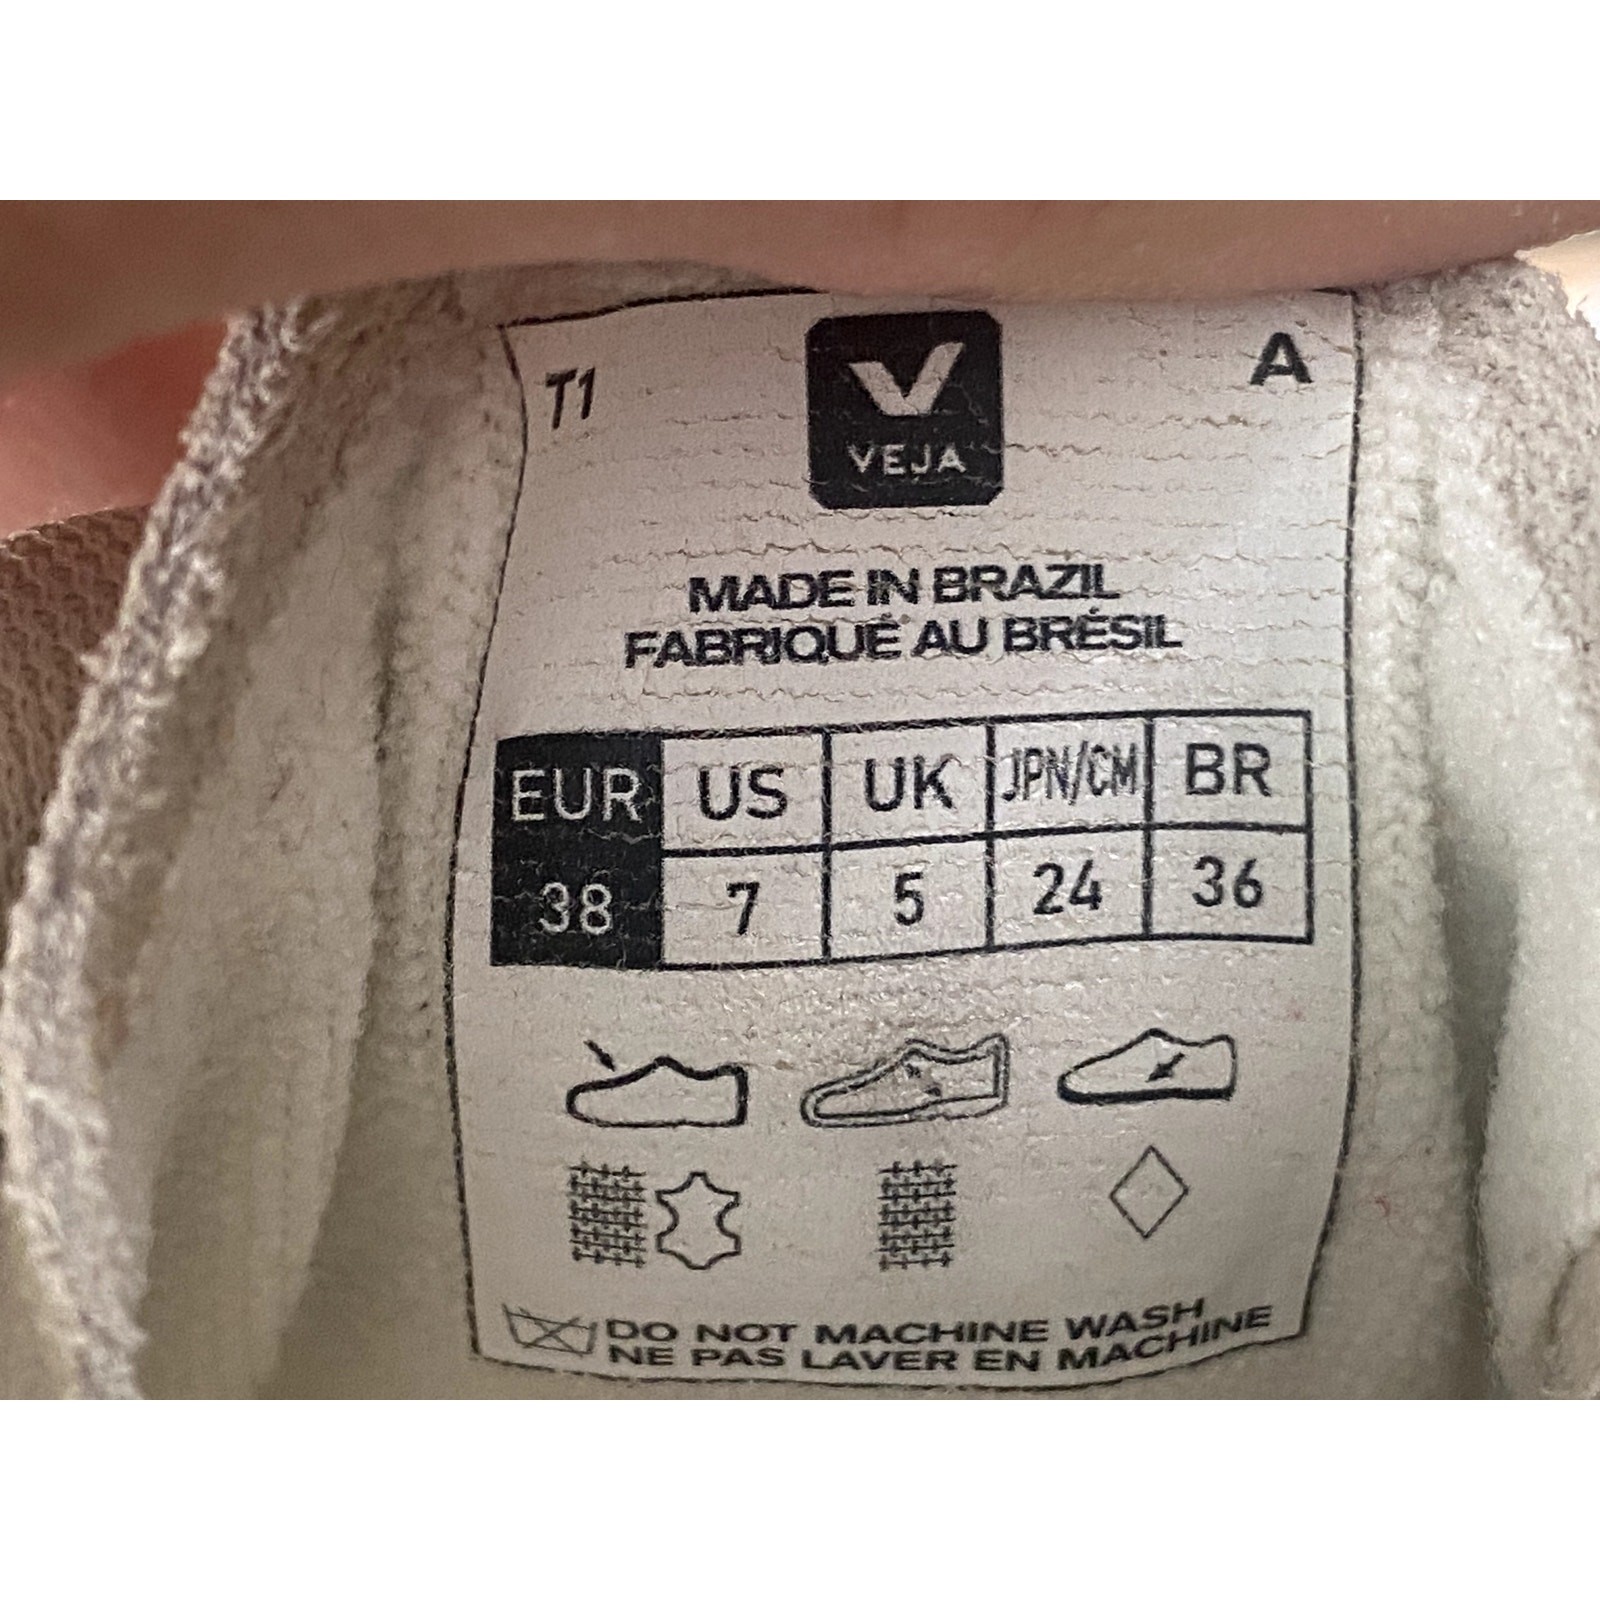 T1
A
VEJA
MADE IN BRAZIL
FABRIQUÉ AU BRÉSIL
EUR US UK JPN/CM BR
38 7 5 24 36
DO NOT MACHINE WASH
NE PAS LAVER EN MACHINE